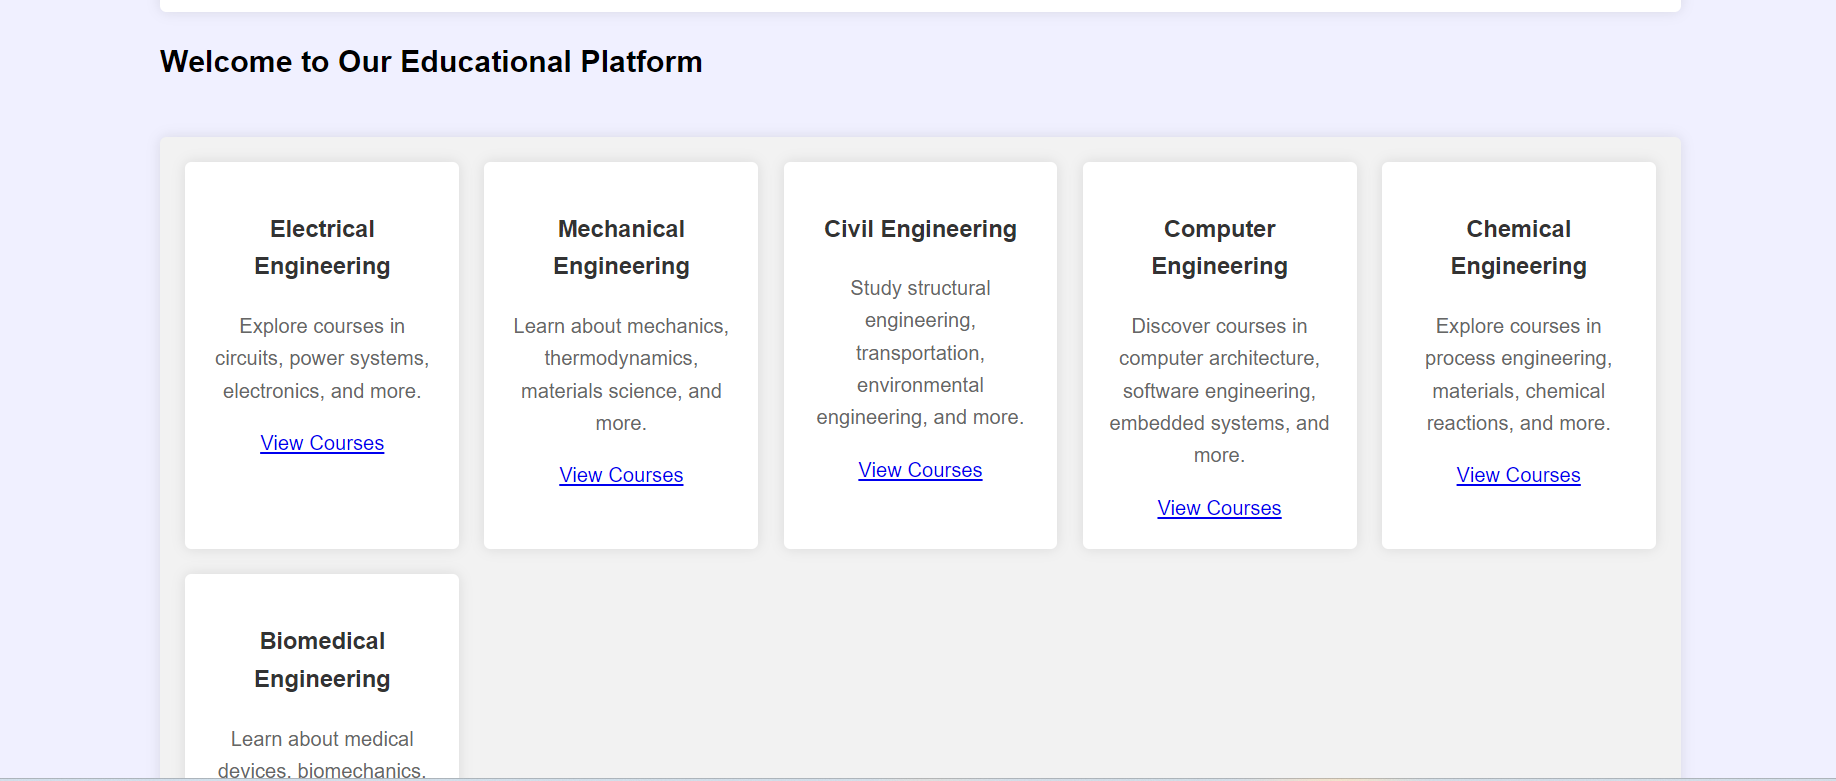 Welcome to Our Educational Platform
Electrical
Engineering
Explore courses in
circuits, power systems,
electronics, and more.
View Courses
Mechanical
Engineering
Learn about mechanics,
thermodynamics,
materials science, and
more.
View Courses
Civil Engineering
Study structural
engineering,
transportation,
environmental
engineering, and more.
View Courses
Computer
Engineering
Discover courses in
computer architecture,
software engineering,
embedded systems, and
more.
View Courses
Chemical
Engineering
Explore courses in
process engineering,
materials, chemical
reactions, and more.
View Courses
Biomedical
Engineering
Learn about medical
devices, biomechanics,